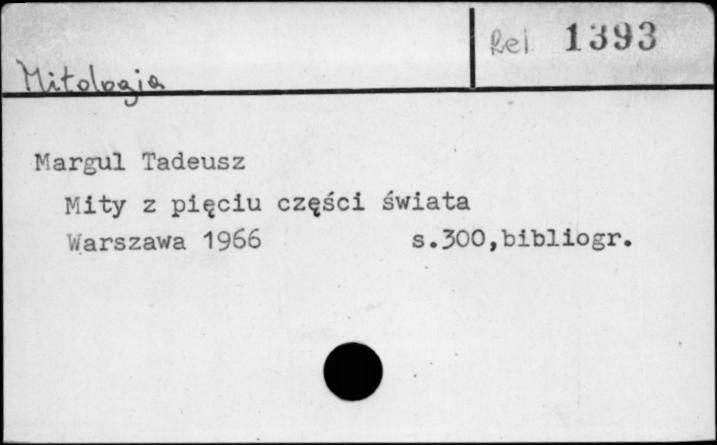 Rel 1393
Mitologia
Margul Tadeusz
Mity z pięciu części świata
Warszawa 1966 s.300,bibliogr.